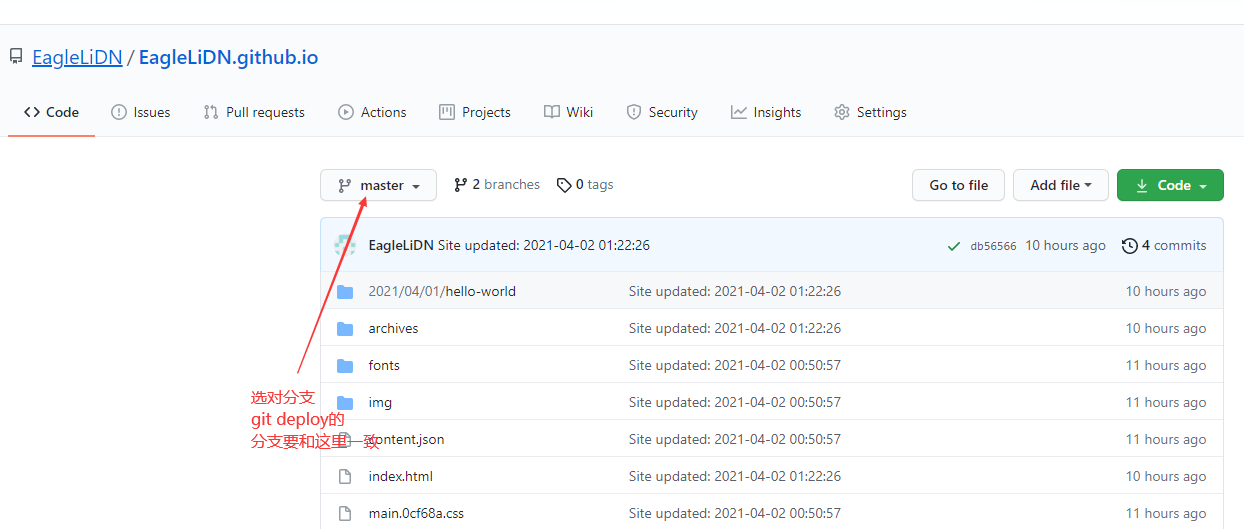 EagleLiDN / EagleLiDN.github.io
Code Issues Pull requests Actions Projects Wiki Security Insights Settings
master 2 branches 0 tags Go to file Add file Code
EagleLiDN Site updated: 2021-04-02 01:22:26 db56566 10 hours ago 4 commits
2021/04/01/hello-world Site updated: 2021-04-02 01:22:26 10 hours ago
archives Site updated: 2021-04-02 01:22:26 10 hours ago
fonts Site updated: 2021-04-02 00:50:57 11 hours ago
img Site updated: 2021-04-02 00:50:57 11 hours ago
content.json Site updated: 2021-04-02 00:50:57 11 hours ago
index.html Site updated: 2021-04-02 01:22:26 10 hours ago
main.0cf68a.css Site updated: 2021-04-02 00:50:57 11 hours ago
选对分支
git deploy的
分支要和这里一致